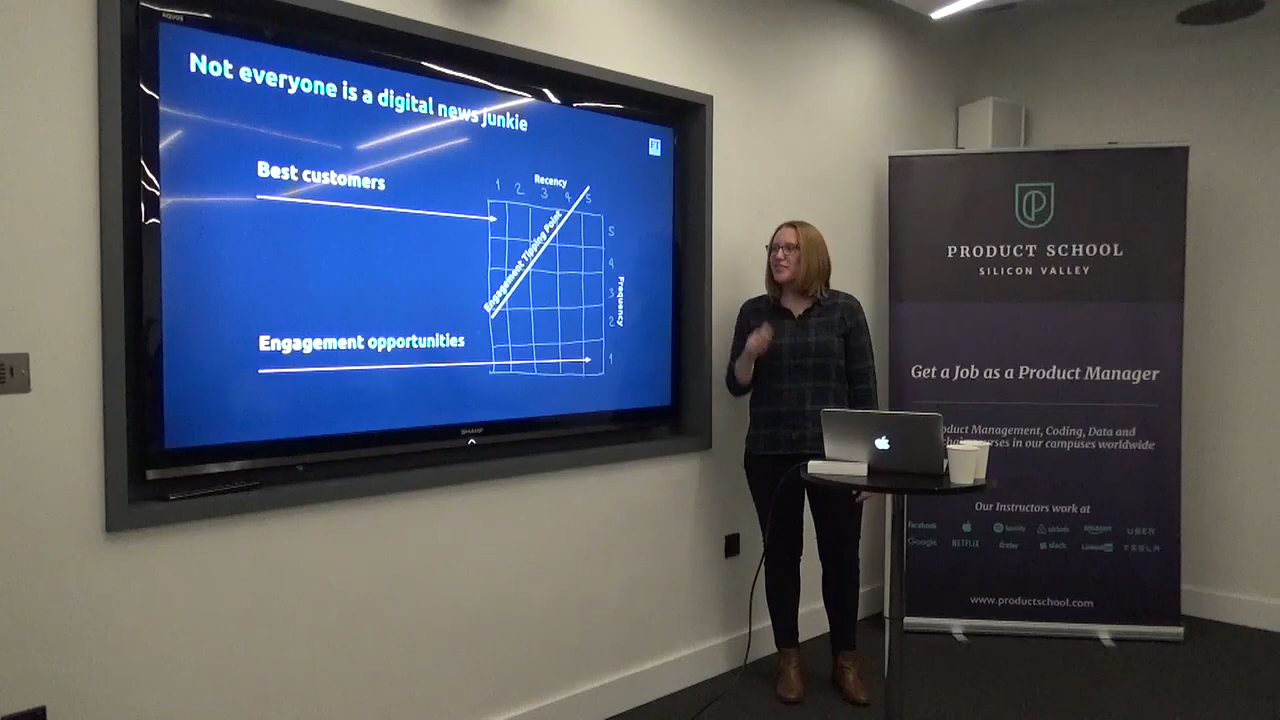 Not everyone is a digital news junkie
FT
Best customers
Recency
1 2 3 4 5
Engagement Tipping Point
5
4
3
2
1
Frequency
Engagement opportunities
SHARP
PRODUCT SCHOOL
SILICON VALLEY
Get a Job as a Product Manager
Management, Coding, Data and
in our campuses worldwide
Our Instructors work at
facebook Spotify airbnb amazon UBER
Google NETFLIX tinder slack LinkedIn TESLA
www.productschool.com